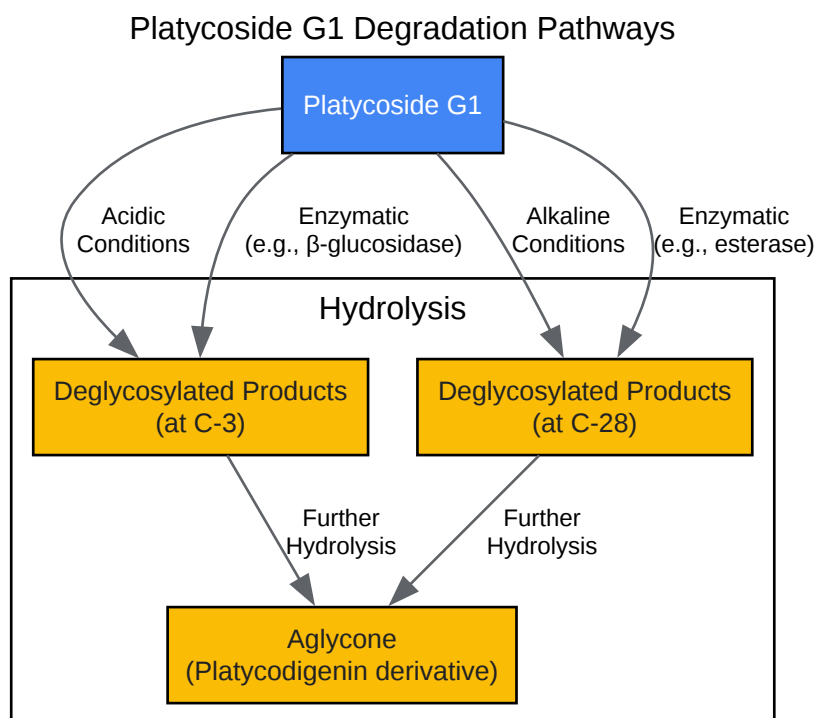 Platycoside G1 Degradation Pathways
Platycoside G1
Acidic
Conditions
Enzymatic
(e.g., β-glucosidase)
Alkaline
Conditions
Enzymatic
(e.g., esterase)
Hydrolysis
Deglycosylated Products
(at C-3)
Deglycosylated Products
(at C-28)
Further
Hydrolysis
Further
Hydrolysis
Aglycone
(Platycodigenin derivative)